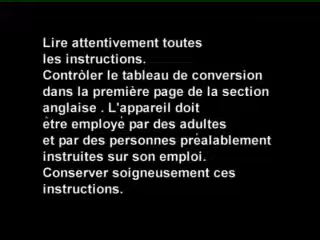 Lire attentivement toutes
les instructions.
Contrôler le tableau de conversion
dans la première page de la section
anglaise . L'appareil doit
être employé par des adultes
et par des personnes préalablement
instruites sur son emploi.
Conserver soigneusement ces
instructions.